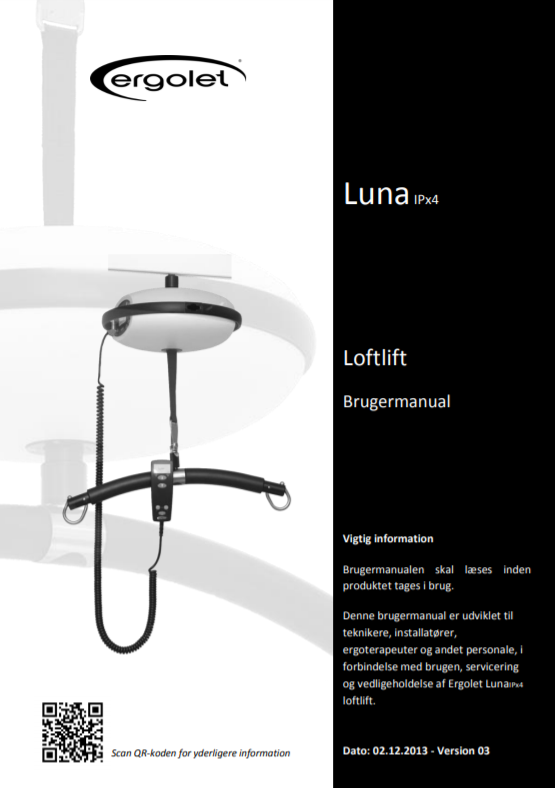 ergolet
Luna IPx4
Loftlift
Brugermanual
Vigtig information
Brugermanualen skal læses inden
produktet tages i brug.
Denne brugermanual er udviklet til
teknikere, installatører,
ergoterapeuter og andet personale, i
forbindelse med brugen, servicering
og vedligeholdelse af Ergolet LunaIPx4
loftlift.
Scan QR-koden for yderligere information
Dato: 02.12.2013 - Version 03